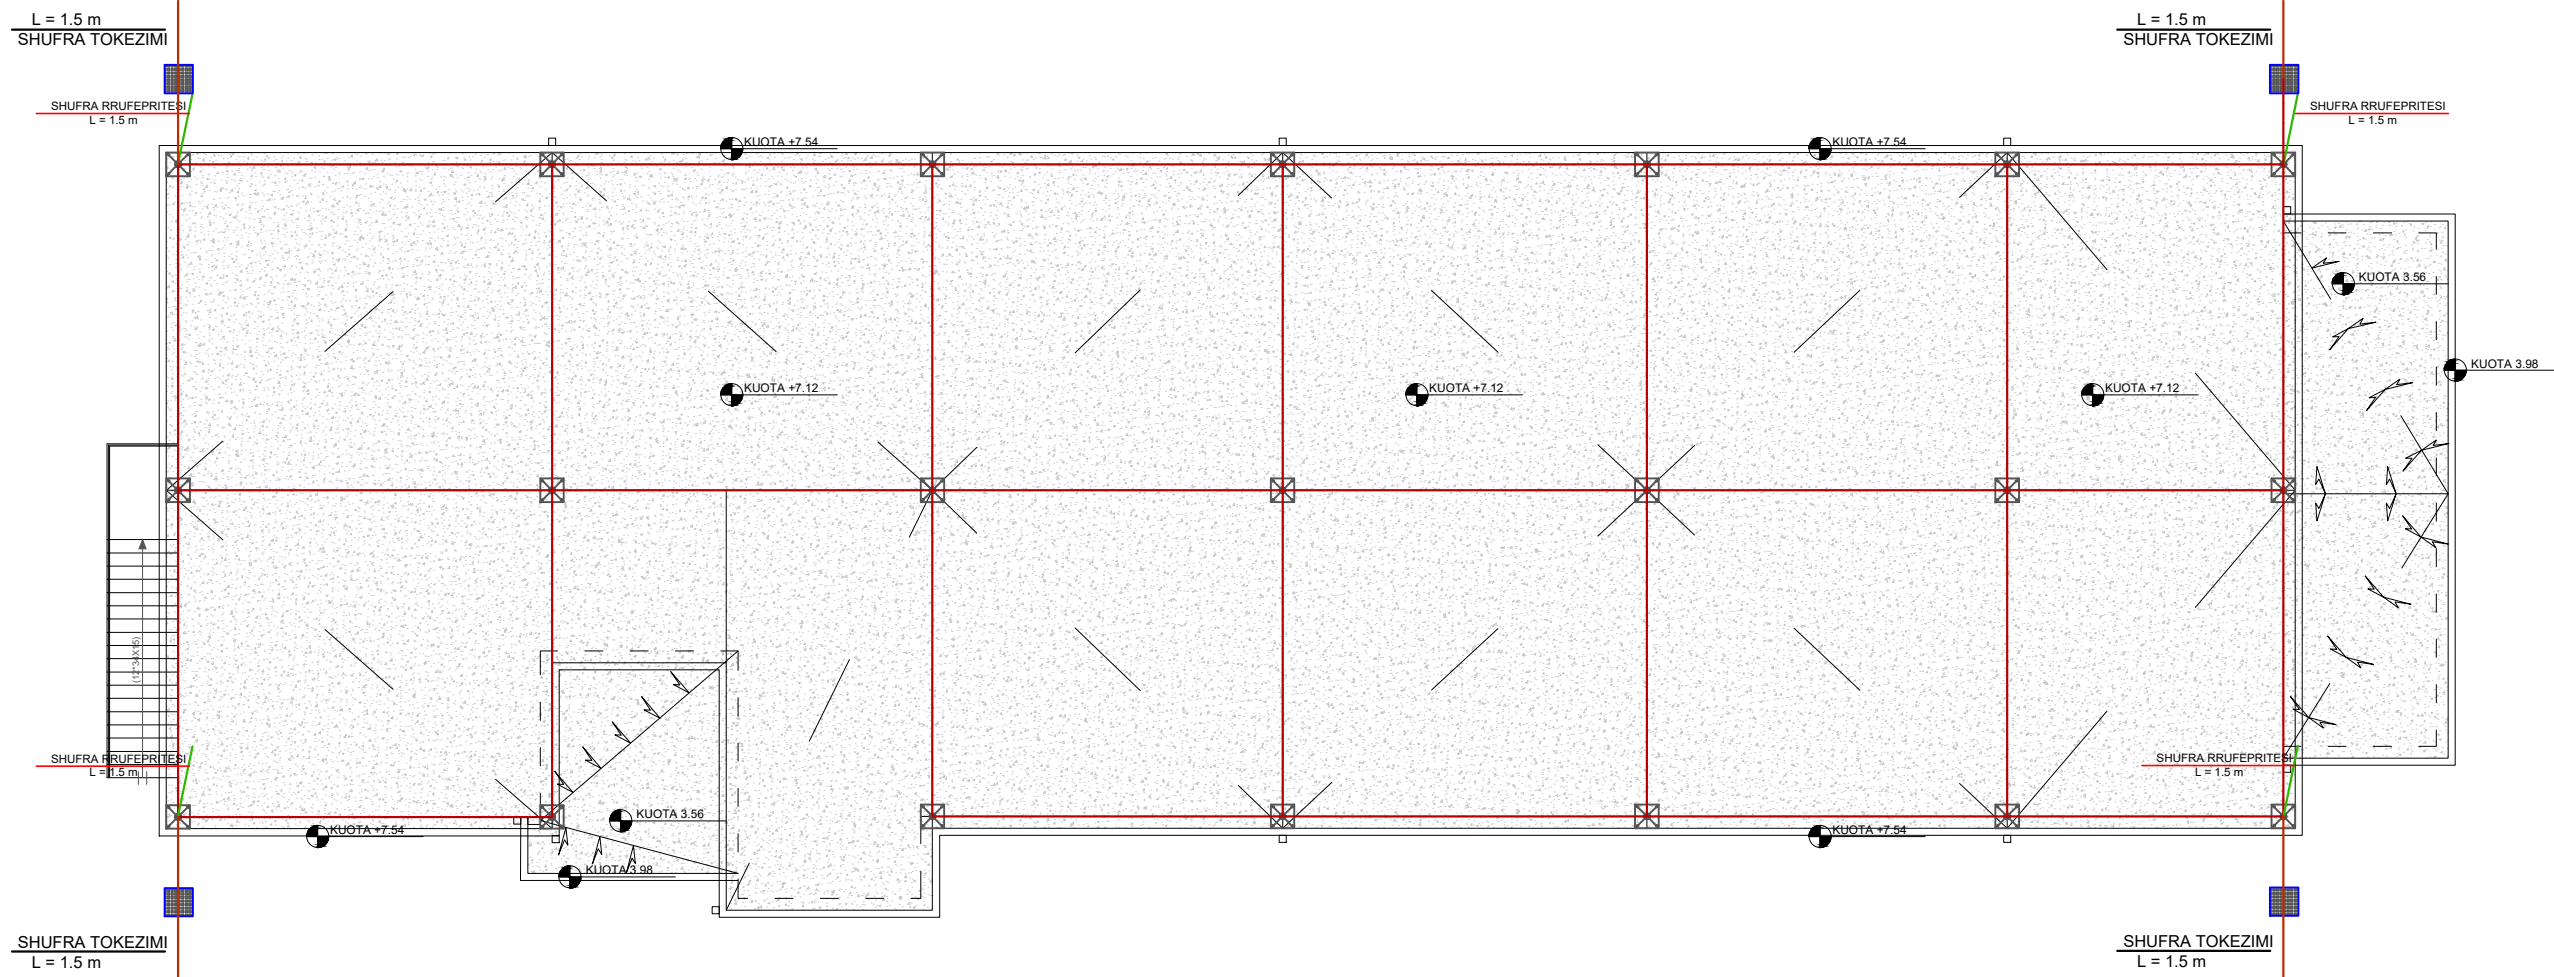 L = 1.5 m
SHUFRA TOKEZIMI
L = 1.5 m
SHUFRA TOKEZIMI
SHUFRA RRUFEPRITESI
L = 1.5 m
SHUFRA RRUFEPRITESI
L = 1.5 m
KUOTA +7.54
KUOTA +7.54
KUOTA 3.56
KUOTA 3.98
KUOTA +7.12
KUOTA +7.12
KUOTA +7.12
(12*34X15)
SHUFRA RRUFEPRITESI
L = 1.5 m
SHUFRA RRUFEPRITESI
L = 1.5 m
KUOTA 3.56
KUOTA +7.54
KUOTA +7.54
KUOTA 3.98
SHUFRA TOKEZIMI
L = 1.5 m
SHUFRA TOKEZIMI
L = 1.5 m